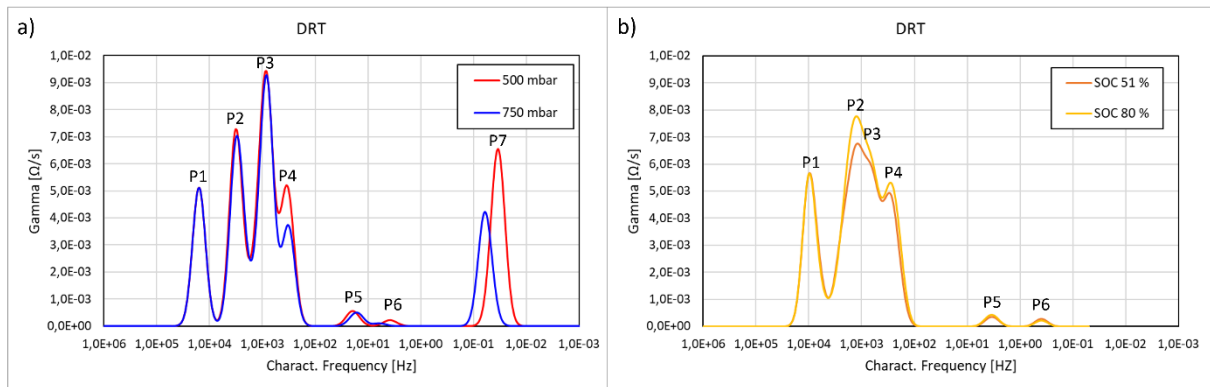 a)
DRT
1,0E-02
9,0E-03
8,0E-03
7,0E-03
6,0E-03
5,0E-03
4,0E-03
3,0E-03
2,0E-03
1,0E-03
0,0E+00
Gamma [Ω/s]
P1
P2
P3
P4
P5
P6
P7
500 mbar
750 mbar
1,0E+06 1,0E+05 1,0E+04 1,0E+03 1,0E+02 1,0E+01 1,0E+00 1,0E-01 1,0E-02 1,0E-03
Charact. Frequency [Hz]
b)
DRT
1,0E-02
9,0E-03
8,0E-03
7,0E-03
6,0E-03
5,0E-03
4,0E-03
3,0E-03
2,0E-03
1,0E-03
0,0E+00
Gamma [Ω/s]
P1
P2
P3
P4
P5
P6
SOC 51 %
SOC 80 %
1,0E+06 1,0E+05 1,0E+04 1,0E+03 1,0E+02 1,0E+01 1,0E+00 1,0E-01 1,0E-02 1,0E-03
Charact. Frequency [HZ]